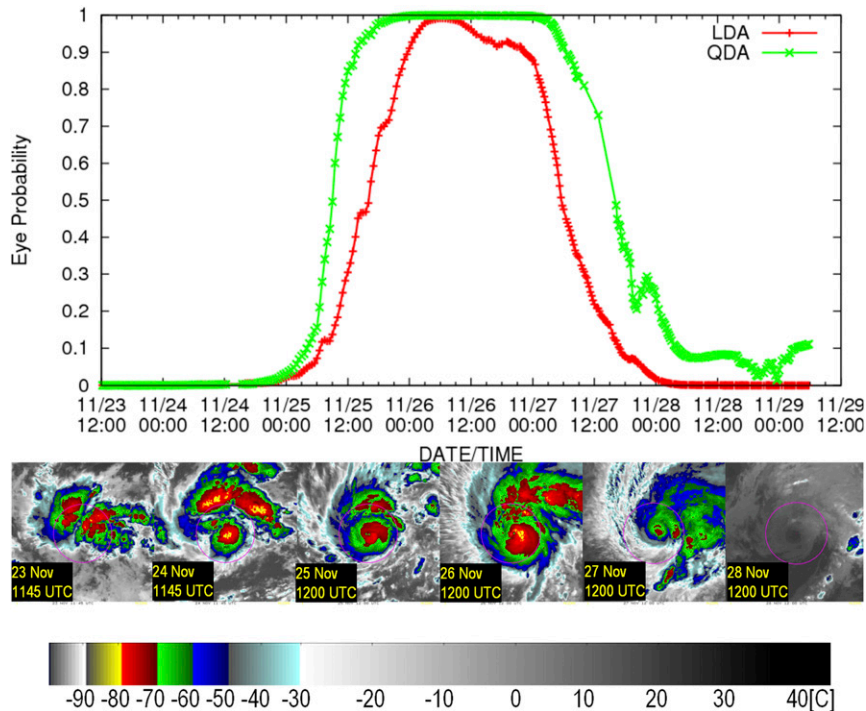 1
0.9
0.8
0.7
0.6
0.5
0.4
0.3
0.2
0.1
0
Eye Probability
LDA
QDA
11/23 11/24 11/24 11/25 11/25 11/26 11/26 11/27 11/27 11/28 11/28 11/29 11/29
12:00 00:00 12:00 00:00 12:00 00:00 12:00 00:00 12:00 00:00 12:00 00:00 12:00
DATE/TIME
23 Nov
1145 UTC
24 Nov
1145 UTC
25 Nov
1200 UTC
26 Nov
1200 UTC
27 Nov
1200 UTC
28 Nov
1200 UTC
-90 -80 -70 -60 -50 -40 -30 -20 -10 0 10 20 30 40[C]